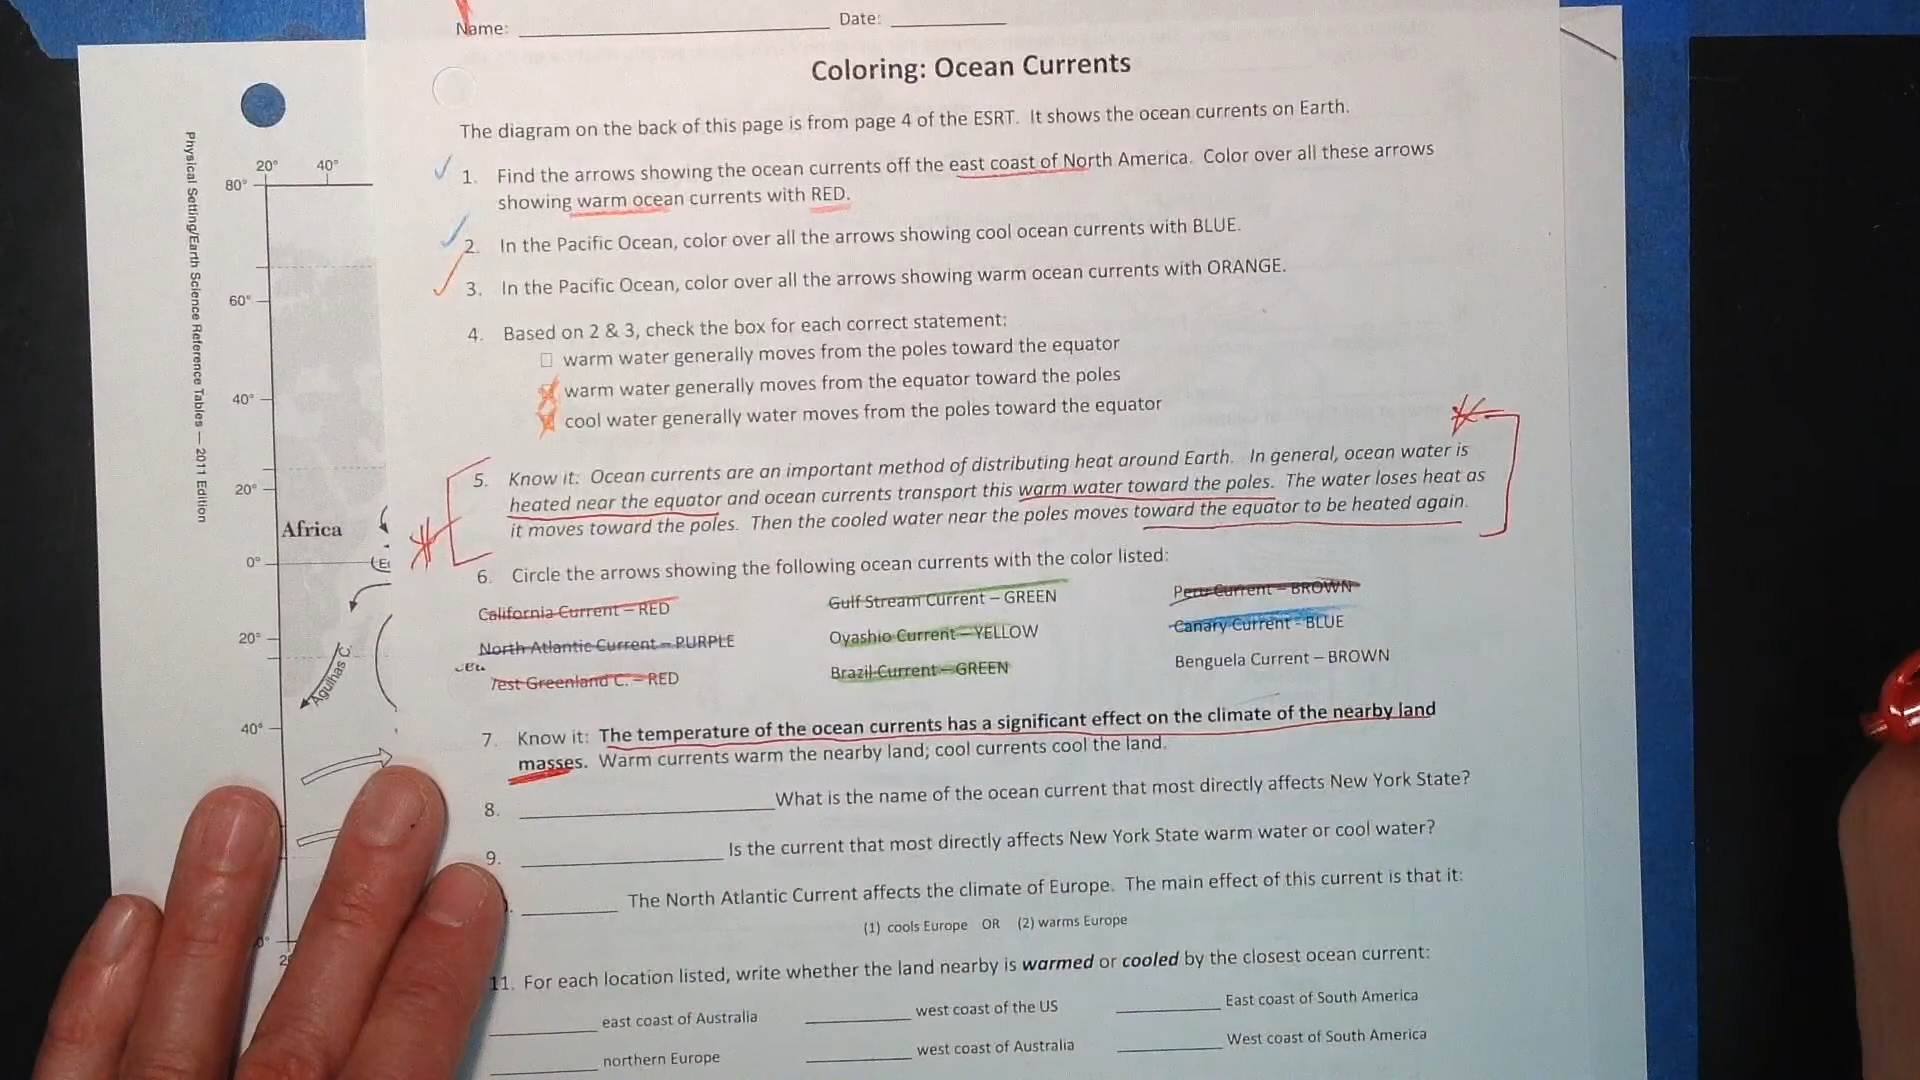 Name: Date:
Coloring: Ocean Currents
The diagram on the back of this page is from page 4 of the ESRT. It shows the ocean currents on Earth.
1. Find the arrows showing the ocean currents off the east coast of North America. Color over all these arrows
showing warm ocean currents with RED.
2. In the Pacific Ocean, color over all the arrows showing cool ocean currents with BLUE.
3. In the Pacific Ocean, color over all the arrows showing warm ocean currents with ORANGE.
4. Based on 2 & 3, check the box for each correct statement:
warm water generally moves from the poles toward the equator
warm water generally moves from the equator toward the poles
cool water generally water moves from the poles toward the equator
5. Know it: Ocean currents are an important method of distributing heat around Earth. In general, ocean water is
heated near the equator and ocean currents transport this warm water toward the poles. The water loses heat as
it moves toward the poles. Then the cooled water near the poles moves toward the equator to be heated again.
6. Circle the arrows showing the following ocean currents with the color listed:
California Current – RED Gulf Stream Current – GREEN Peru Current – BROWN
North Atlantic Current – PURPLE Oyashio Current – YELLOW Canary Current - BLUE
Greenland C. – RED Brazil Current – GREEN Benguela Current – BROWN
7. Know it: The temperature of the ocean currents has a significant effect on the climate of the nearby land
masses. Warm currents warm the nearby land; cool currents cool the land.
8. What is the name of the ocean current that most directly affects New York State?
9. Is the current that most directly affects New York State warm water or cool water?
The North Atlantic Current affects the climate of Europe. The main effect of this current is that it:
(1) cools Europe OR (2) warms Europe
11. For each location listed, write whether the land nearby is warmed or cooled by the closest ocean current:
east coast of Australia west coast of the US East coast of South America
northern Europe west coast of Australia West coast of South America
Physical Setting/Earth Science Reference Tables — 2011 Edition
20° 40°
80°
60°
40°
20°
Africa
0°
20°
Agulhas C.
40°